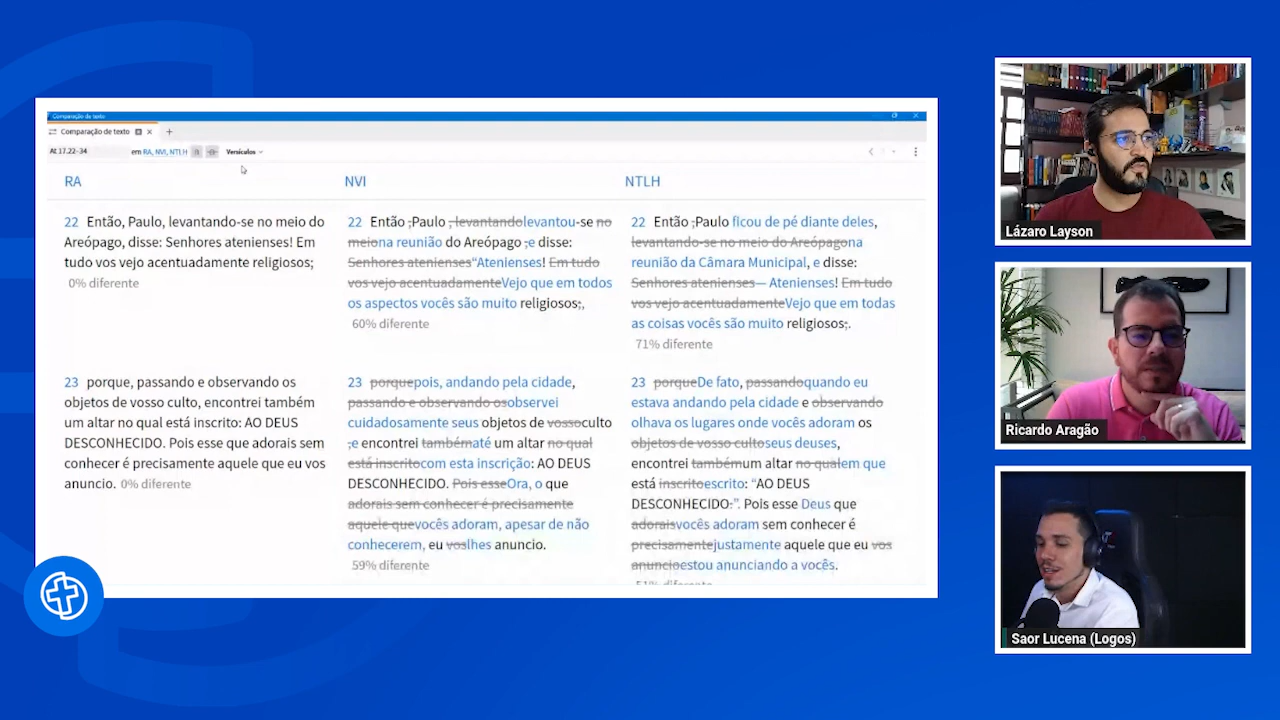 Comparação de texto
Comparação de texto
At 17.22-34 em RA, NVI, NTLH Versículos
RA
22 Então, Paulo, levantando-se no meio do
Areópago, disse: Senhores atenienses! Em
tudo vos vejo acentuadamente religiosos;
0% diferente
23 porque, passando e observando os
objetos de vosso culto, encontrei também
um altar no qual está inscrito: AO DEUS
DESCONHECIDO. Pois esse que adorais sem
conhecer é precisamente aquele que eu vos
anuncio. 0% diferente
NVI
22 Então ,Paulo , levantandolevantou-se no
meiona reunião do Areópago ,e disse:
Senhores atenienses“Atenienses! Em tudo
vos vejo acentuadamenteVejo que em todos
os aspectos vocês são muito religiosos;,
60% diferente
23 porquepois, andando pela cidade,
passando e observando osobservei
cuidadosamente seus objetos de vossoculto
,e encontrei tambématé um altar no qual
está inscritocom esta inscrição: AO DEUS
DESCONHECIDO. Pois esseOra, o que
adorais sem conhecer é precisamente
aquele quevocês adoram, apesar de não
conhecerem, eu voslhes anuncio.
59% diferente
NTLH
22 Então ,Paulo ficou de pé diante deles,
levantando-se no meio do Areópagona
reunião da Câmara Municipal, e disse:
Senhores atenienses— Atenienses! Em tudo
vos vejo acentuadamenteVejo que em todas
as coisas vocês são muito religiosos;.
71% diferente
23 porqueDe fato, passandoquando eu
estava andando pela cidade e observando
olhava os lugares onde vocês adoram os
objetos de vosso cultoseus deuses,
encontrei tambémum altar no qualem que
está inscritoescrito: “AO DEUS
DESCONHECIDO.”. Pois esse Deus que
adoraisvocês adoram sem conhecer é
precisamentejustamente aquele que eu vos
anuncioestou anunciando a vocês.
51% diferente
Lázaro Layson
Ricardo Aragão
Saor Lucena (Logos)